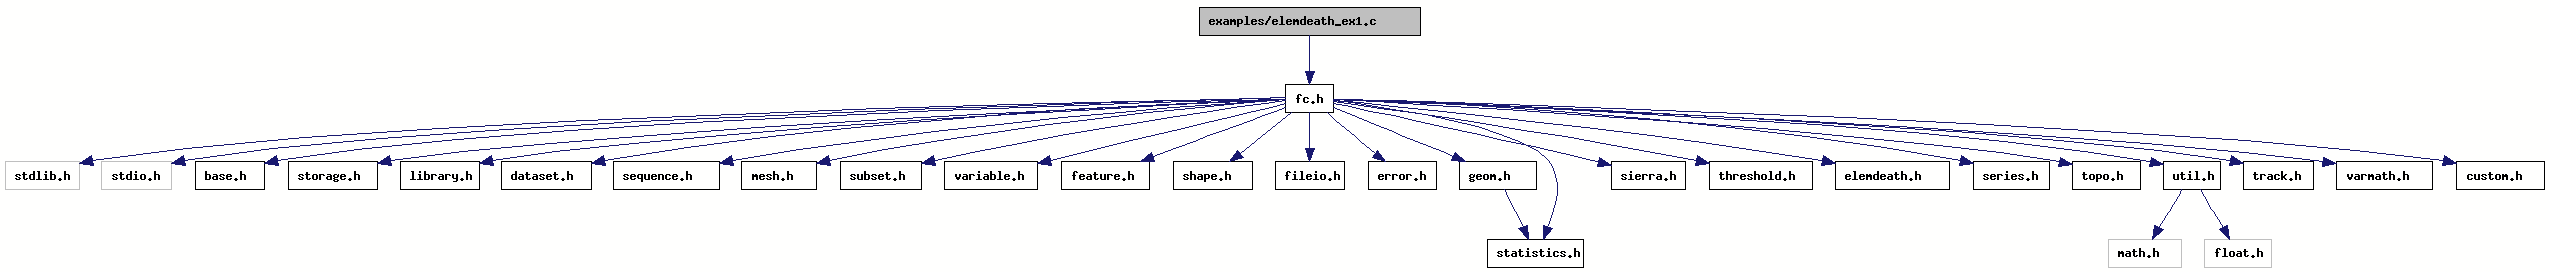 examples/elemdeath_ex1.c
fc.h
stdlib.h
stdio.h
base.h
storage.h
library.h
dataset.h
sequence.h
mesh.h
subset.h
variable.h
feature.h
shape.h
fileio.h
error.h
geom.h
sierra.h
threshold.h
elemdeath.h
series.h
topo.h
util.h
track.h
varmath.h
custom.h
statistics.h
math.h
float.h